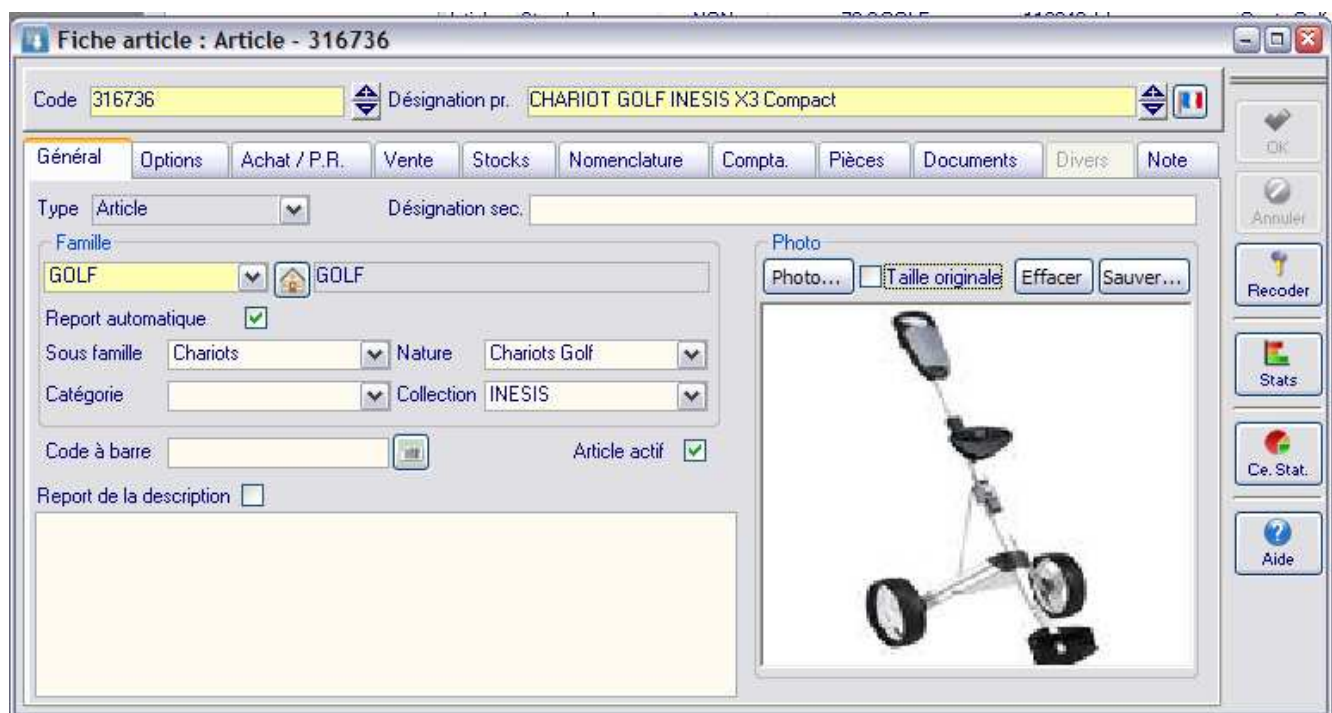 Fiche article : Article - 316736
Code 316736 Désignation pr. CHARIOT GOLF INESIS X3 Compact
Général Options Achat / P.R. Vente Stocks Nomenclature Compta. Pièces Documents Divers Note
OK
Type Article Désignation sec.
Annuler
Famille Photo
GOLF GOLF Photo... Taille originale Effacer Sauver...
Recoder
Report automatique
Sous famille Chariots Nature Chariots Golf
Stats
Catégorie Collection INESIS
Code à barre Article actif
Ce. Stat.
Report de la description
Aide